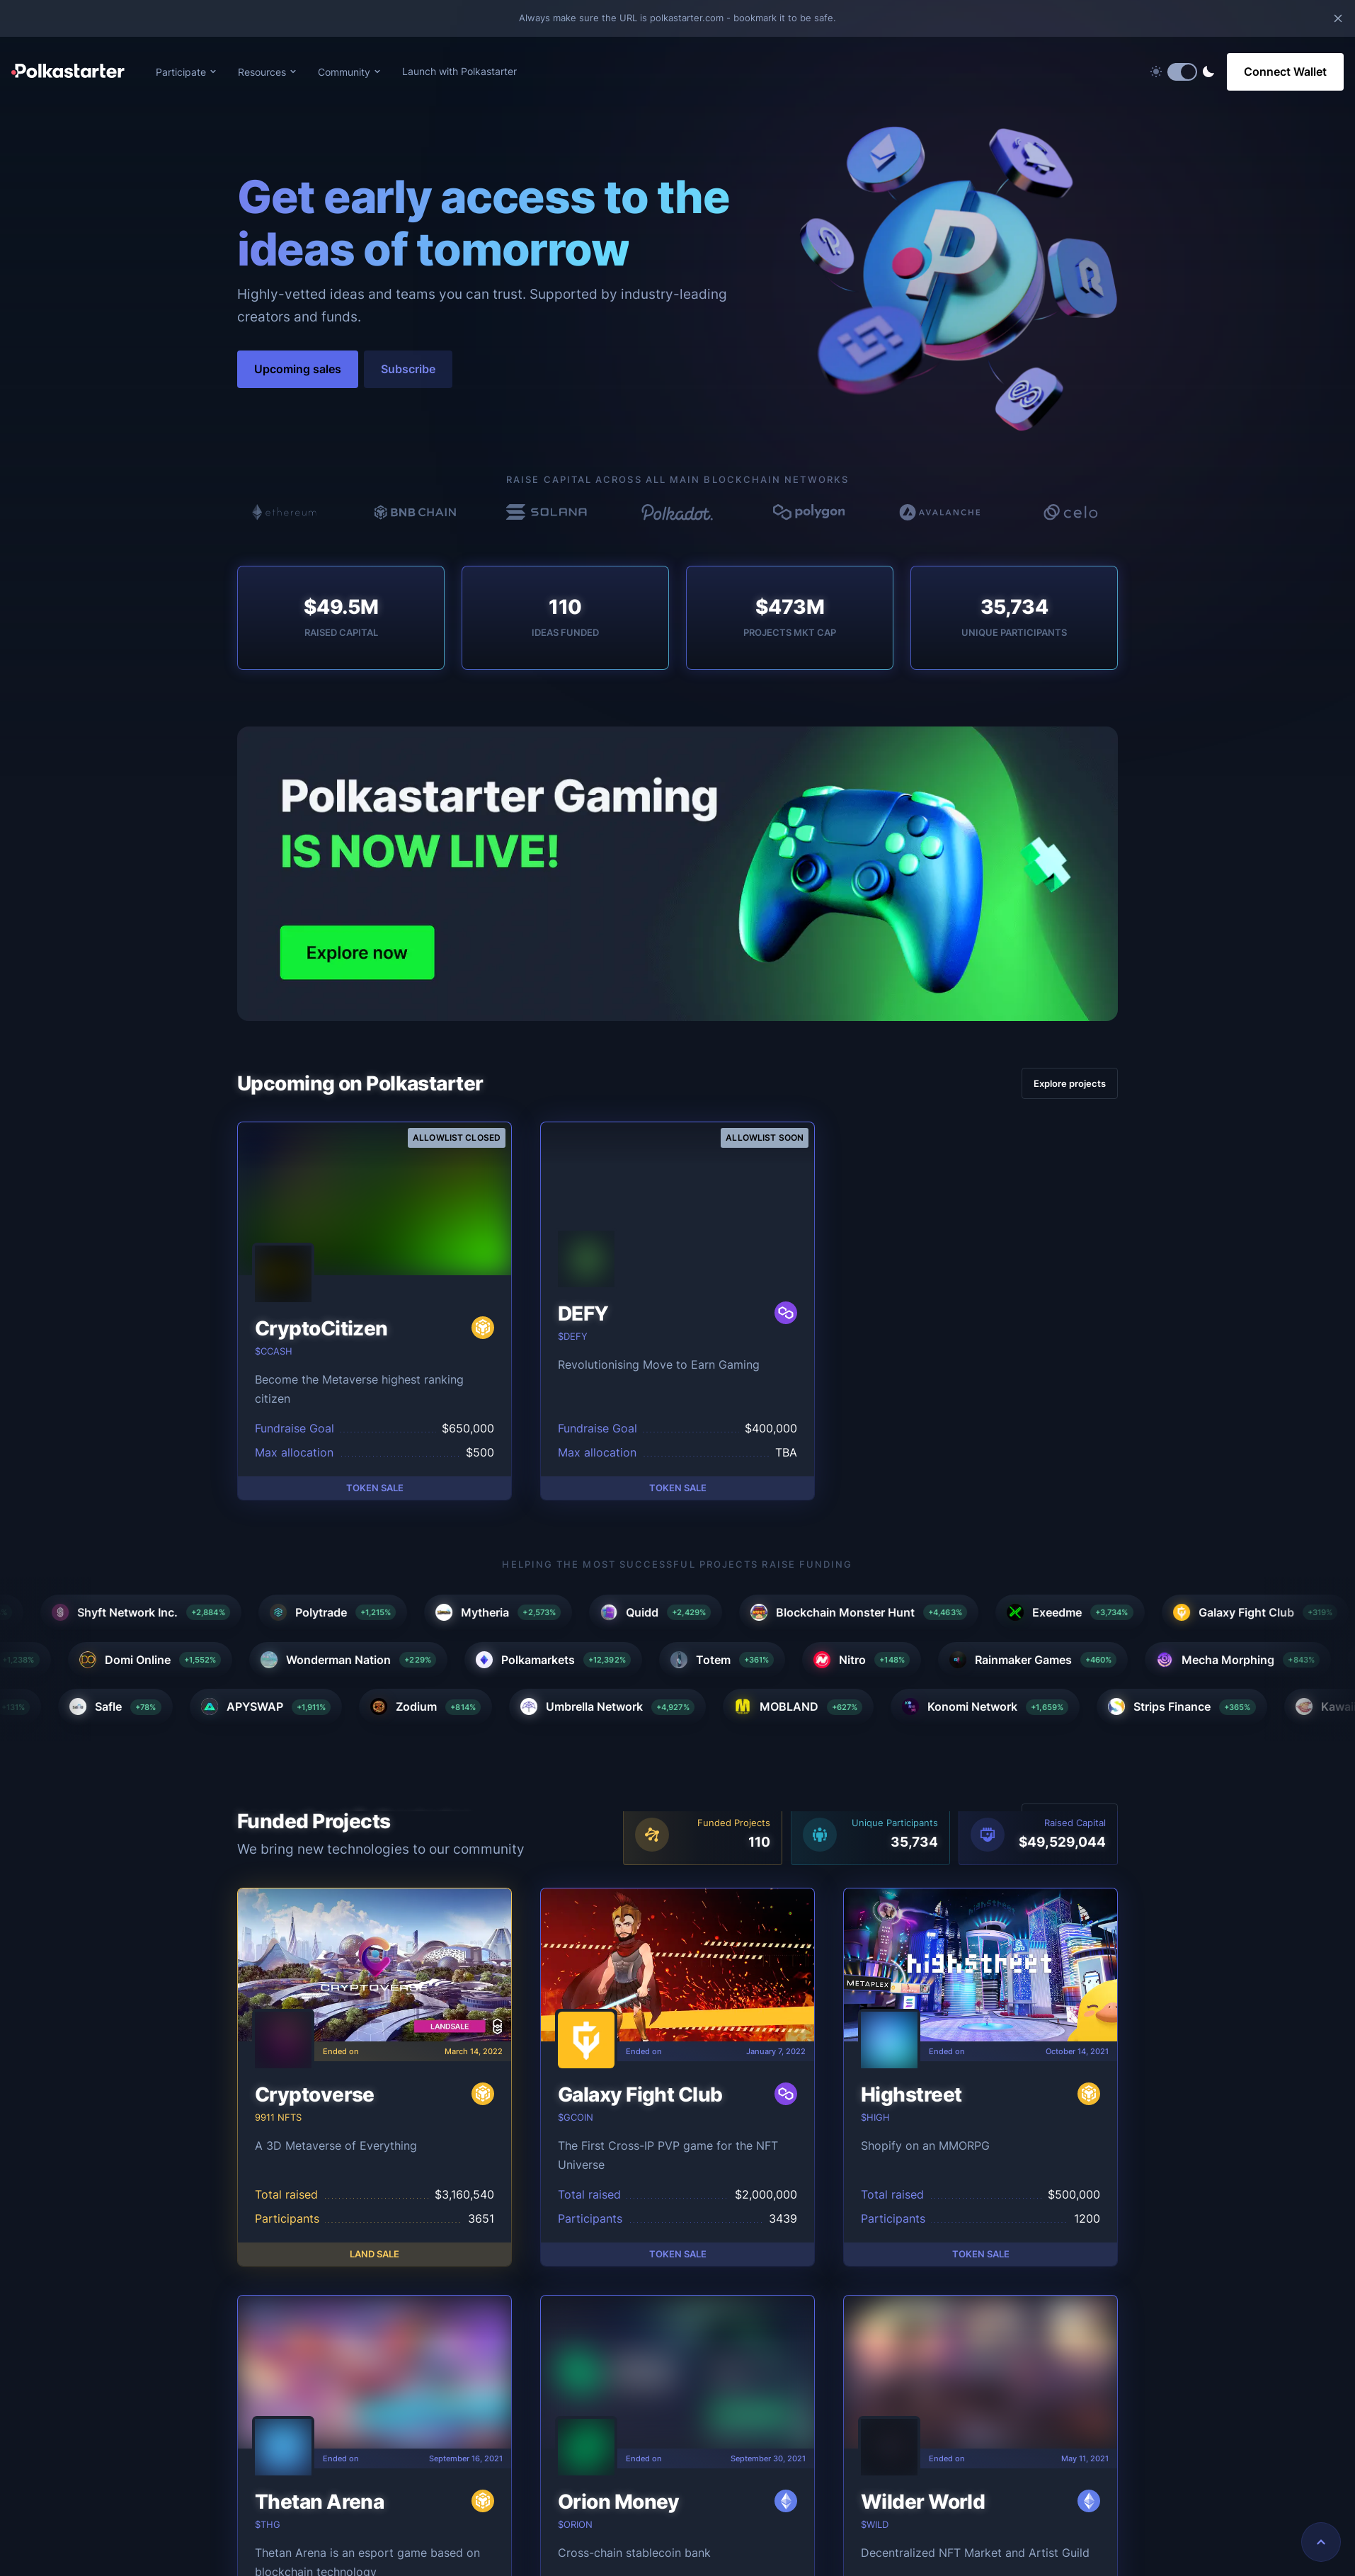 Always make sure the URL is polkastarter.com - bookmark it to be safe.
Polkastarter
Participate
Resources
Community
Launch with Polkastarter
Connect Wallet
Get early access to the
ideas of tomorrow
Highly-vetted ideas and teams you can trust. Supported by industry-leading
creators and funds.
Upcoming sales
Subscribe
RAISE CAPITAL ACROSS ALL MAIN BLOCKCHAIN NETWORKS
ethereum
BNB CHAIN
SOLANA
Polkadot.
polygon
AVALANCHE
celo
$49.5M
RAISED CAPITAL
110
IDEAS FUNDED
$473M
PROJECTS MKT CAP
35,734
UNIQUE PARTICIPANTS
Polkastarter Gaming
IS NOW LIVE!
Explore now
Upcoming on Polkastarter
Explore projects
ALLOWLIST CLOSED
CryptoCitizen
$CCASH
Become the Metaverse highest ranking
citizen
Fundraise Goal $650,000
Max allocation $500
TOKEN SALE
ALLOWLIST SOON
DEFY
$DEFY
Revolutionising Move to Earn Gaming
Fundraise Goal $400,000
Max allocation TBA
TOKEN SALE
HELPING THE MOST SUCCESSFUL PROJECTS RAISE FUNDING
Shyft Network Inc. +2,884% Polytrade +1,215% Mytheria +2,573% Quidd +2,429% Blockchain Monster Hunt +4,463% Exeedme +3,734% Galaxy Fight Club +319%
+1,238% Domi Online +1,552% Wonderman Nation +229% Polkamarkets +12,392% Totem +361% Nitro +148% Rainmaker Games +460% Mecha Morphing +843%
+131% Safle +78% APYSWAP +1,911% Zodium +814% Umbrella Network +4,927% MOBLAND +627% Konomi Network +1,659% Strips Finance +365% Kawai
Funded Projects
We bring new technologies to our community
Funded Projects
110
Unique Participants
35,734
Raised Capital
$49,529,044
CRYPTOVERSE
LANDSALE
Ended on March 14, 2022
Cryptoverse
9911 NFTS
A 3D Metaverse of Everything
Total raised $3,160,540
Participants 3651
LAND SALE
Ended on January 7, 2022
Galaxy Fight Club
$GCOIN
The First Cross-IP PVP game for the NFT
Universe
Total raised $2,000,000
Participants 3439
TOKEN SALE
highstreet
METAPLEX
Ended on October 14, 2021
Highstreet
$HIGH
Shopify on an MMORPG
Total raised $500,000
Participants 1200
TOKEN SALE
Ended on September 16, 2021
Thetan Arena
$THG
Thetan Arena is an esport game based on
blockchain technology
Ended on September 30, 2021
Orion Money
$ORION
Cross-chain stablecoin bank
Ended on May 11, 2021
Wilder World
$WILD
Decentralized NFT Market and Artist Guild